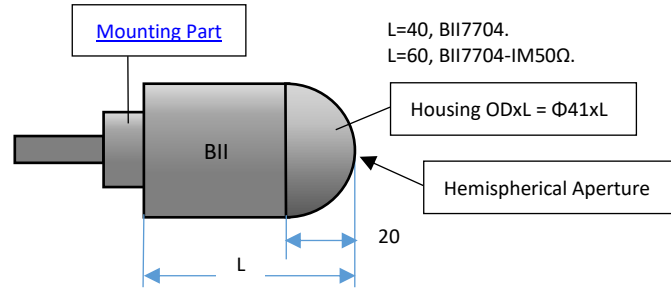 Mounting Part
L=40, BII7704.
L=60, BII7704-IM50Ω.
Housing ODxL = Φ41xL
BII
Hemispherical Aperture
20
L